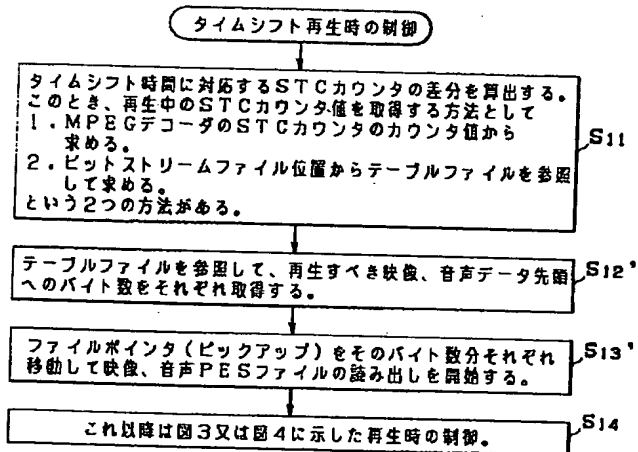 タイムシフト再生時の制御
タイムシフト時間に対応するSTCカウンタの差分を算出する。
このとき、再生中のSTCカウンタ値を取得する方法として
1.MPEGデコーダのSTCカウンタのカウンタ値から
求める。
2.ビットストリームファイル位置からテーブルファイルを参照
して求める。
という2つの方法がある。
S11
テーブルファイルを参照して、再生すべき映像、音声データ先頭
へのバイト数をそれぞれ取得する。
S12'
ファイルポインタ(ピックアップ)をそのバイト数分それぞれ
移動して映像、音声PESファイルの読み出しを開始する。
S13'
これ以降は図3又は図4に示した再生時の制御。
S14